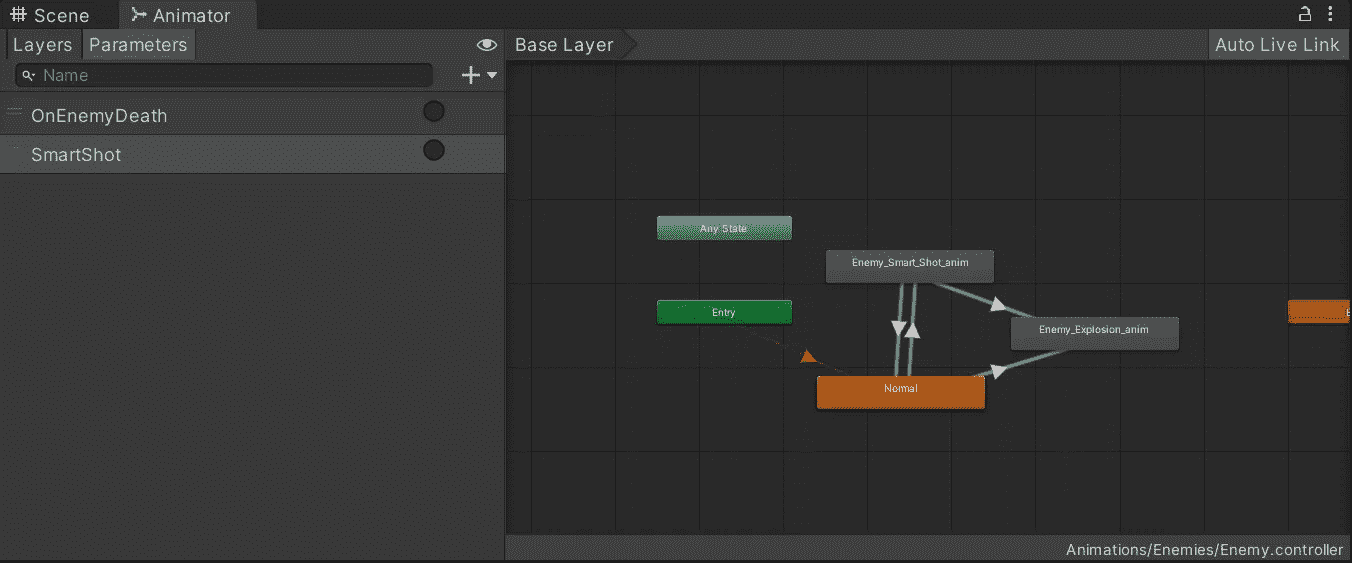 Scene
Animator
Layers
Parameters
Base Layer
Auto Live Link
Name
OnEnemyDeath
SmartShot
Any State
Enemy_Smart_Shot_anim
Entry
Enemy_Explosion_anim
Normal
Animations/Enemies/Enemy.controller